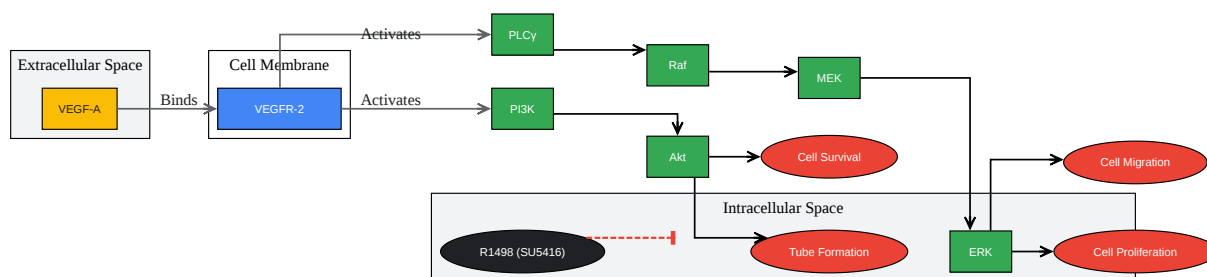 Extracellular Space
VEGF-A
Binds
Cell Membrane
VEGFR-2
Activates
Activates
PLCγ
PI3K
Raf
MEK
Akt
Cell Survival
Cell Migration
Intracellular Space
R1498 (SU5416)
Tube Formation
ERK
Cell Proliferation